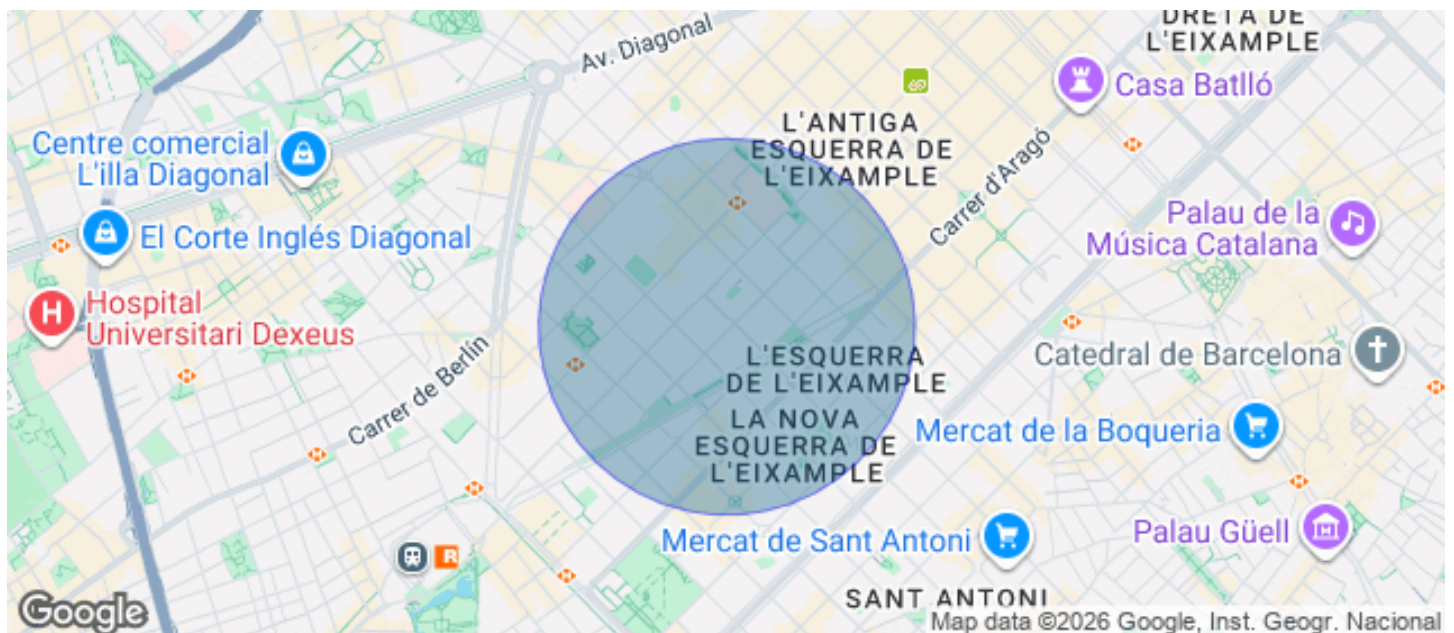 DRETA DE
L'EIXAMPLE
Av. Diagonal
Casa Batlló
L'ANTIGA
ESQUERRA DE
L'EIXAMPLE
Centre comercial
L'illa Diagonal
Carrer d'Aragó
El Corte Inglés Diagonal
Palau de la
Música Catalana
H
Hospital
Universitari Dexeus
Carrer de Berlín
L'ESQUERRA
DE L'EIXAMPLE
Catedral de Barcelona
LA NOVA
ESQUERRA DE
L'EIXAMPLE
Mercat de la Boqueria
Mercat de Sant Antoni
Palau Güell
R
SANT ANTONI
Google
Map data ©2026 Google, Inst. Geogr. Nacional